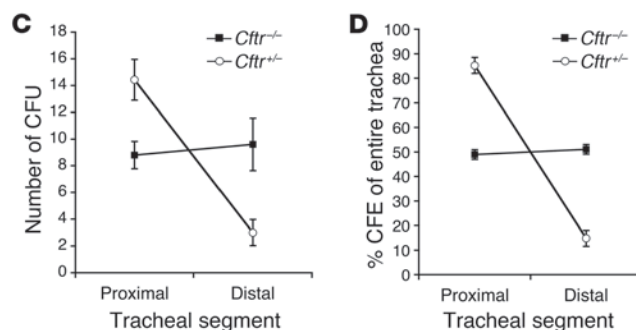 C
Cftr–/–
Cftr+/–
Number of CFU
18
16
14
12
10
8
6
4
2
0
Proximal Distal
Tracheal segment
D
Cftr–/–
Cftr+/–
% CFE of entire trachea
100
90
80
70
60
50
40
30
20
10
0
Proximal Distal
Tracheal segment